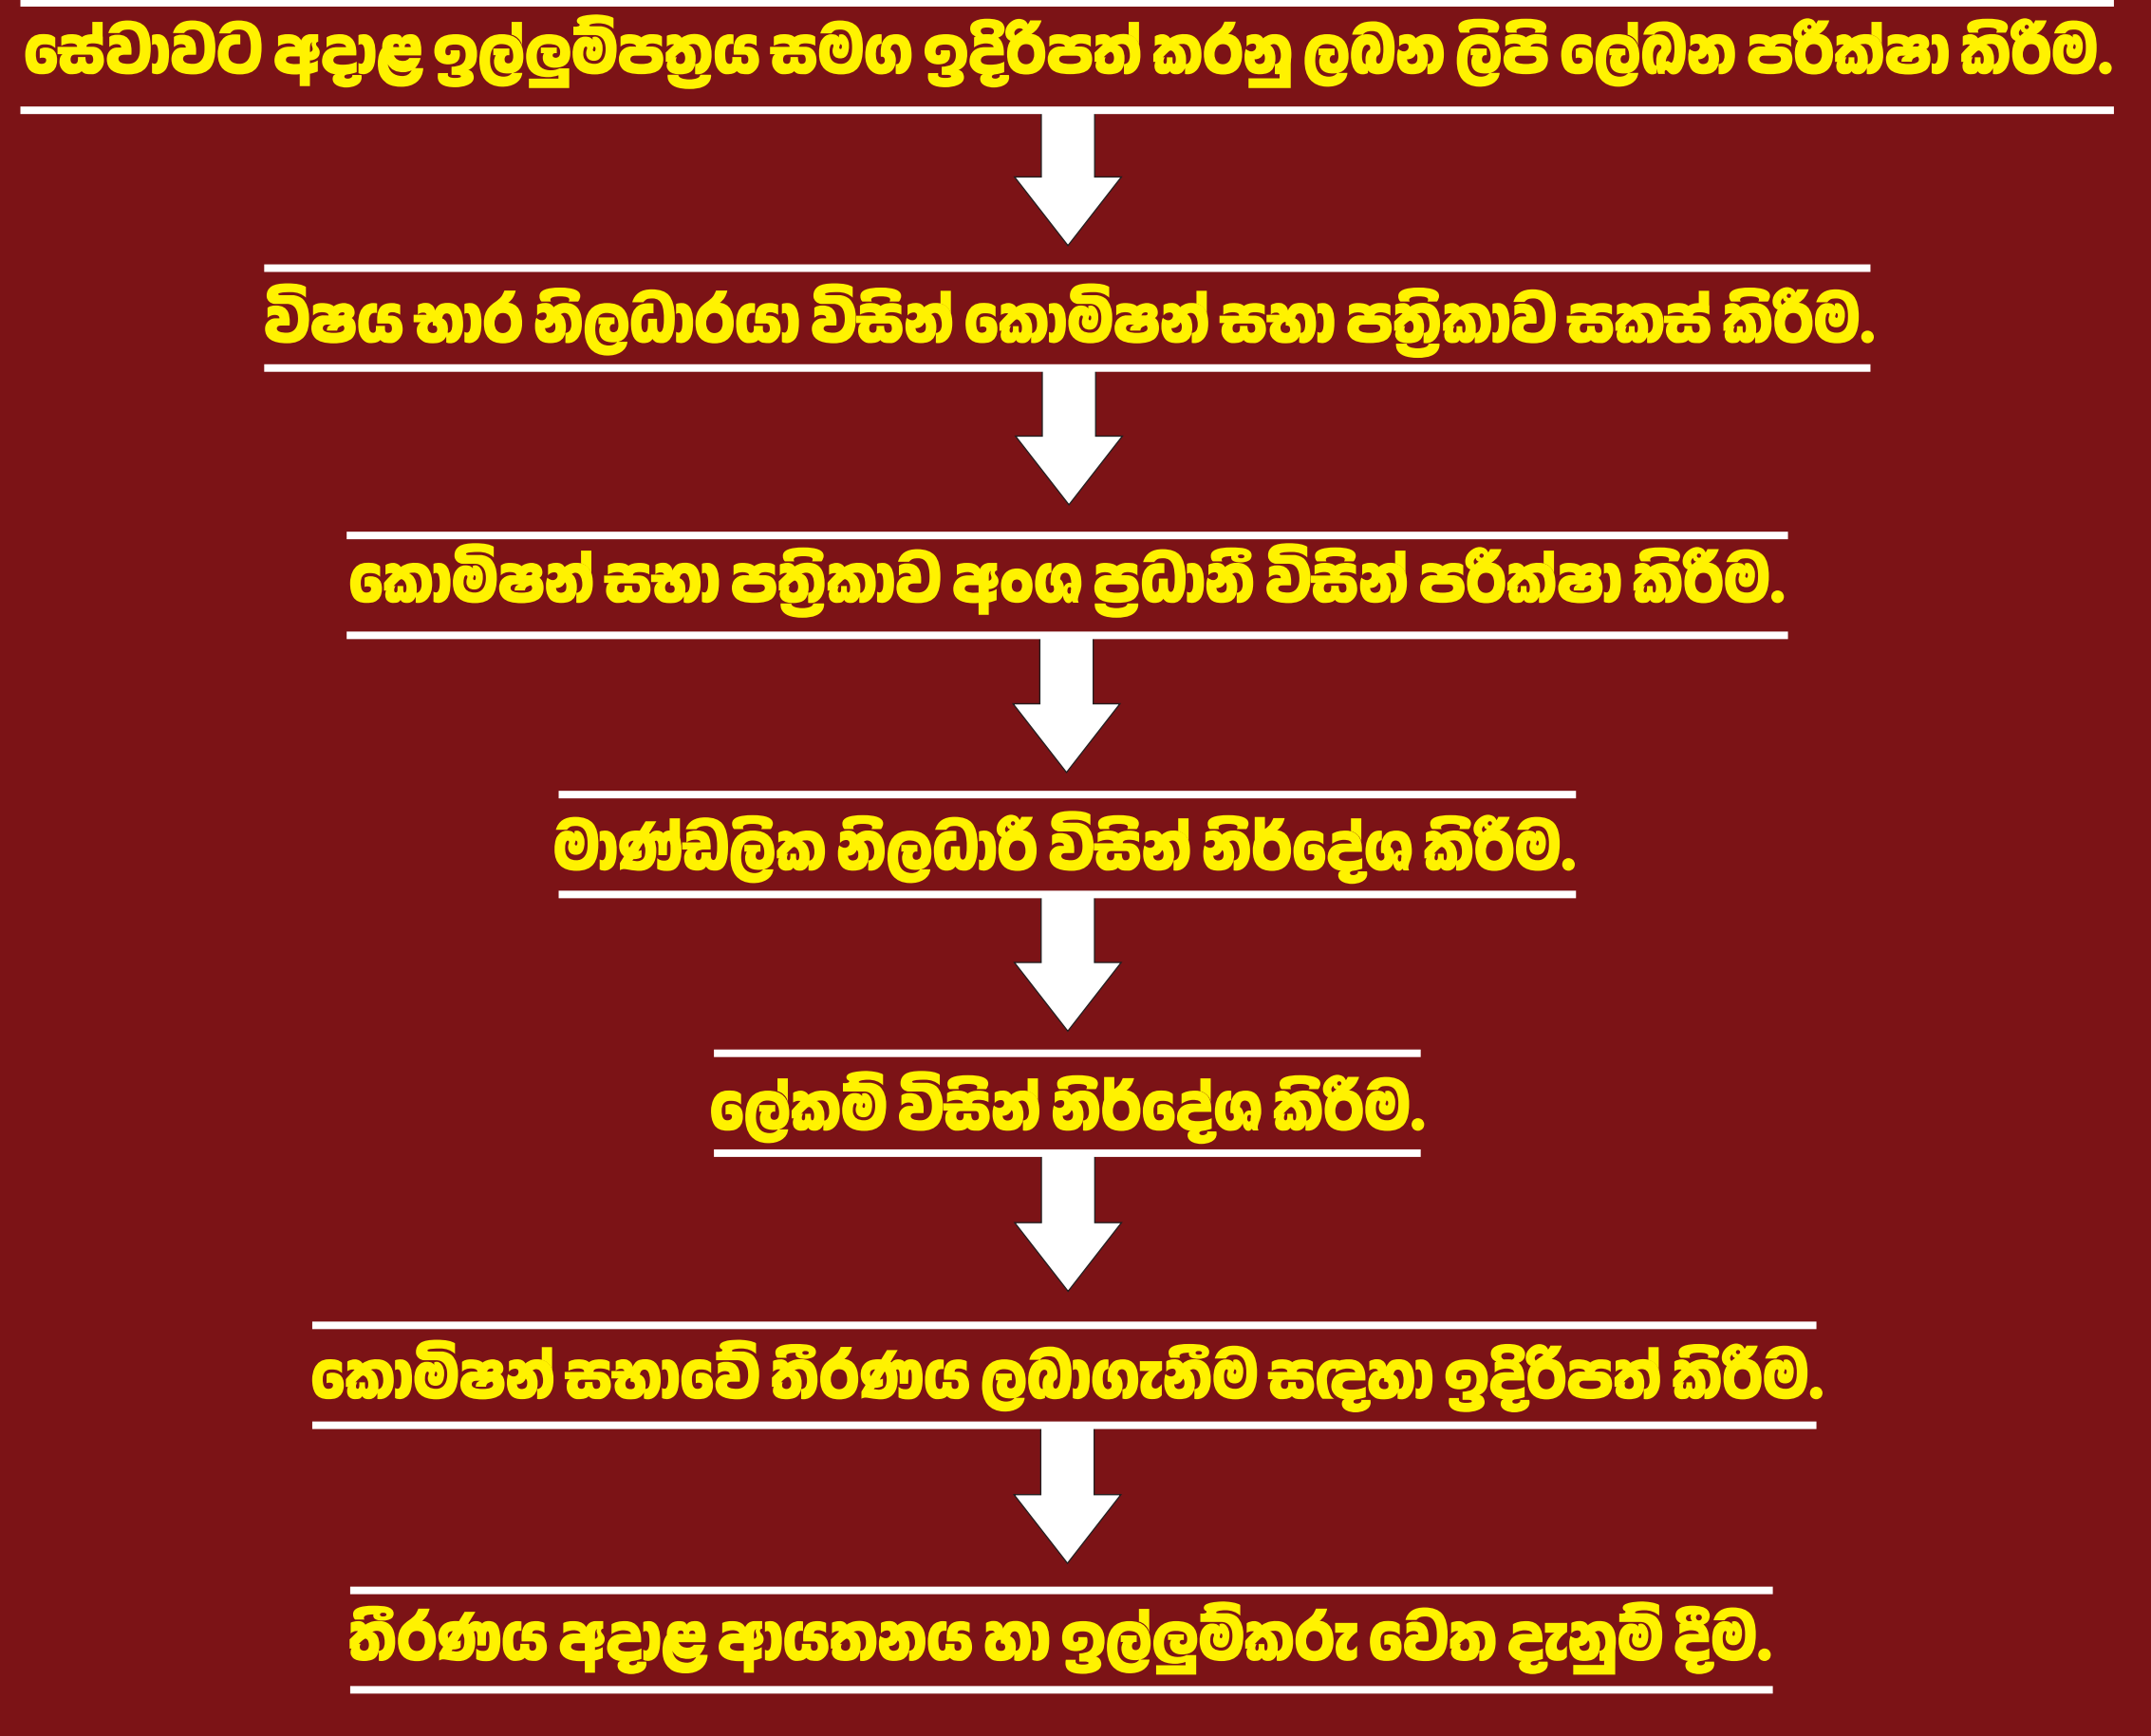 සේවාවට අදාළ ඉල්ලුම්පත්‍රය සමග ඉදිරිපත් කරනු ලබන ලිපි ලේඛන පරීක්ෂා කිරීම.
විෂය භාර නිලධාරියා විසින් කොමිෂන් සභා පත්‍රිකාව සකස් කිරීම.
කොමිෂන් සභා පත්‍රිකාව අංශ ප්‍රධානී විසින් පරීක්ෂා කිරීම.
මාණ්ඩලික නිලධාරී විසින් නිර්දේශ කිරීම.
ලේකම් විසින් නිර්දේශ කිරීම.
කොමිෂන් සභාවේ තීරණය ලබාගැනීම සඳහා ඉදිරිපත් කිරීම.
තීරණය අදාළ ආයතනය හා ඉල්ලුම්කරු වෙත දැනුම් දීම.